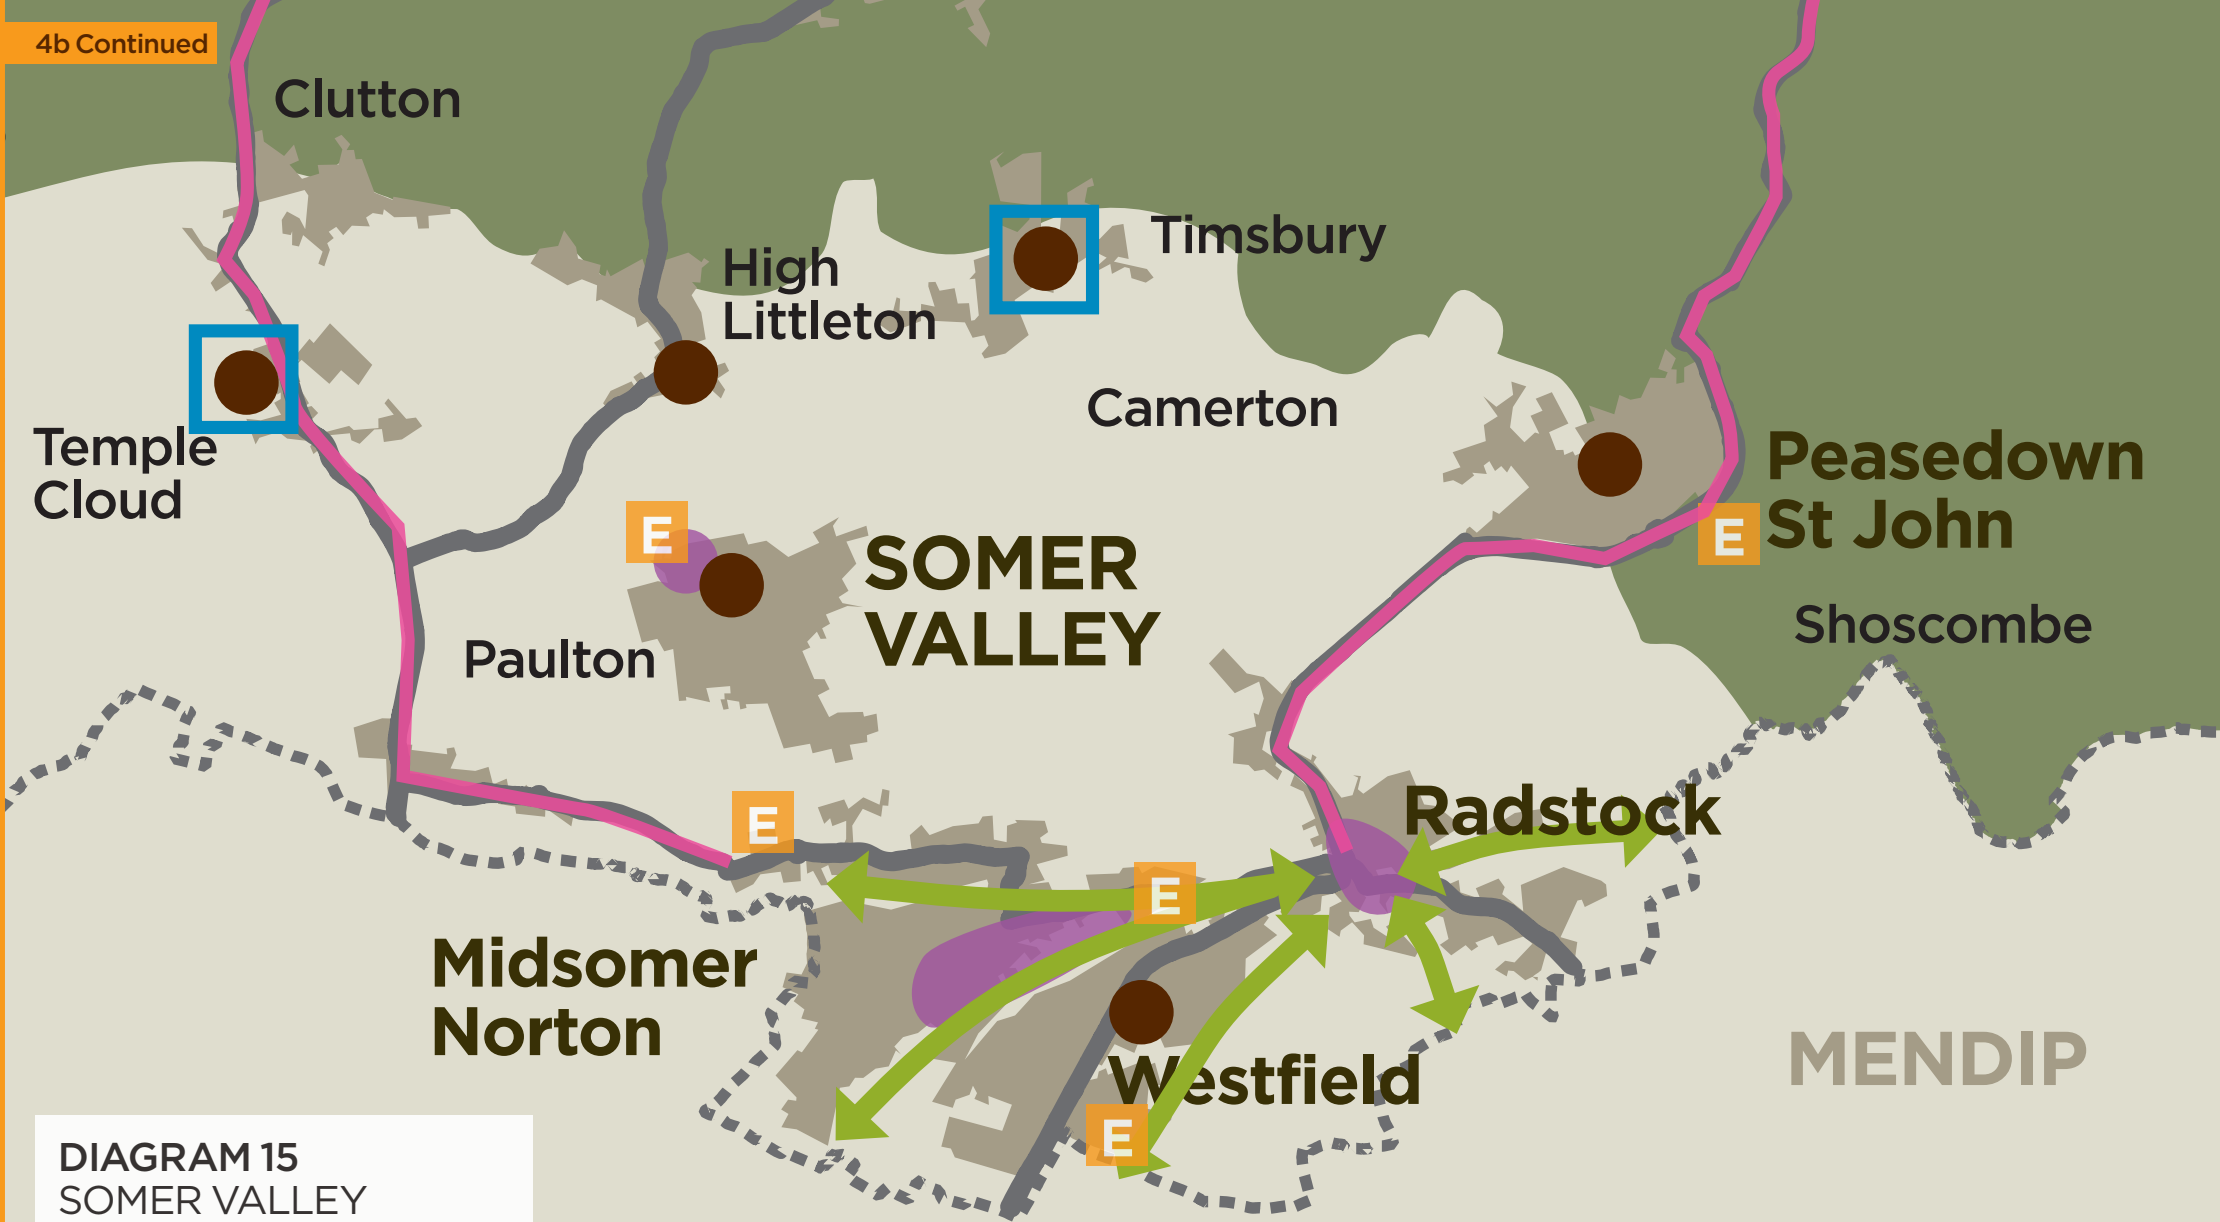 4b Continued
Clutton
High
Littleton
Timsbury
Camerton
Temple
Cloud
Peasedown
St John
E
E
SOMER
VALLEY
Paulton
Shoscombe
E
Radstock
E
Midsomer
Norton
Westfield
MENDIP
E
DIAGRAM 15
SOMER VALLEY